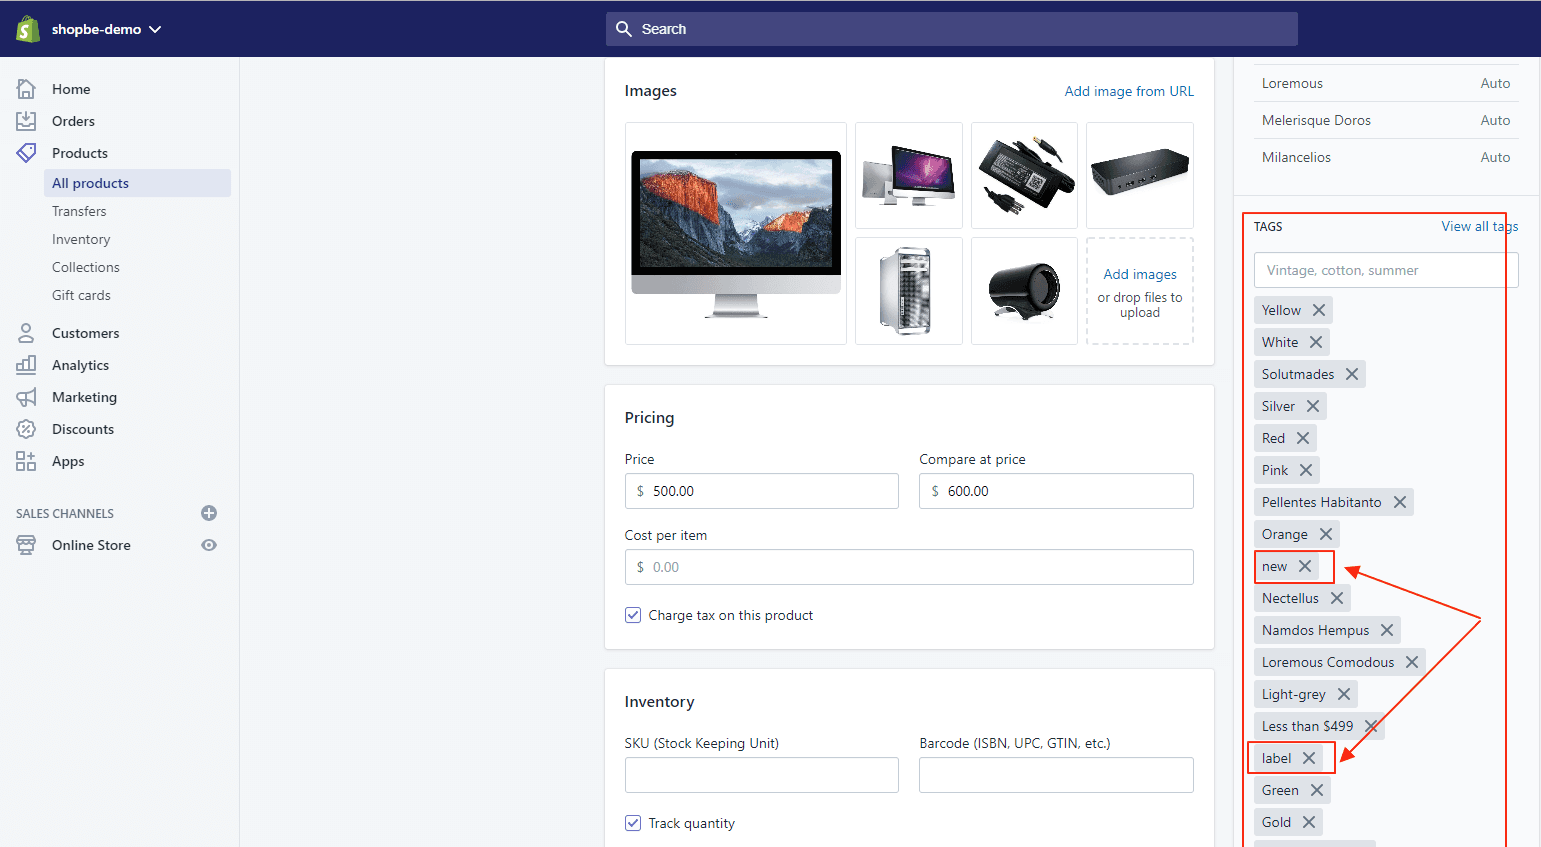 shopbe-demo
Search
Home
Orders
Products
All products
Transfers
Inventory
Collections
Gift cards
Customers
Analytics
Marketing
Discounts
Apps
SALES CHANNELS
Online Store
Images
Add image from URL
Add images
or drop files to
upload
Pricing
Price
Compare at price
$ 500.00
$ 600.00
Cost per item
$ 0.00
Charge tax on this product
Inventory
SKU (Stock Keeping Unit)
Barcode (ISBN, UPC, GTIN, etc.)
Track quantity
Loremous Auto
Melerisque Doros Auto
Milancelios Auto
TAGS
View all tags
Vintage, cotton, summer
Yellow
White
Solutmades
Silver
Red
Pink
Pellentes Habitanto
Orange
new
Nectellus
Namdos Hempus
Loremous Comodous
Light-grey
Less than $499
label
Green
Gold